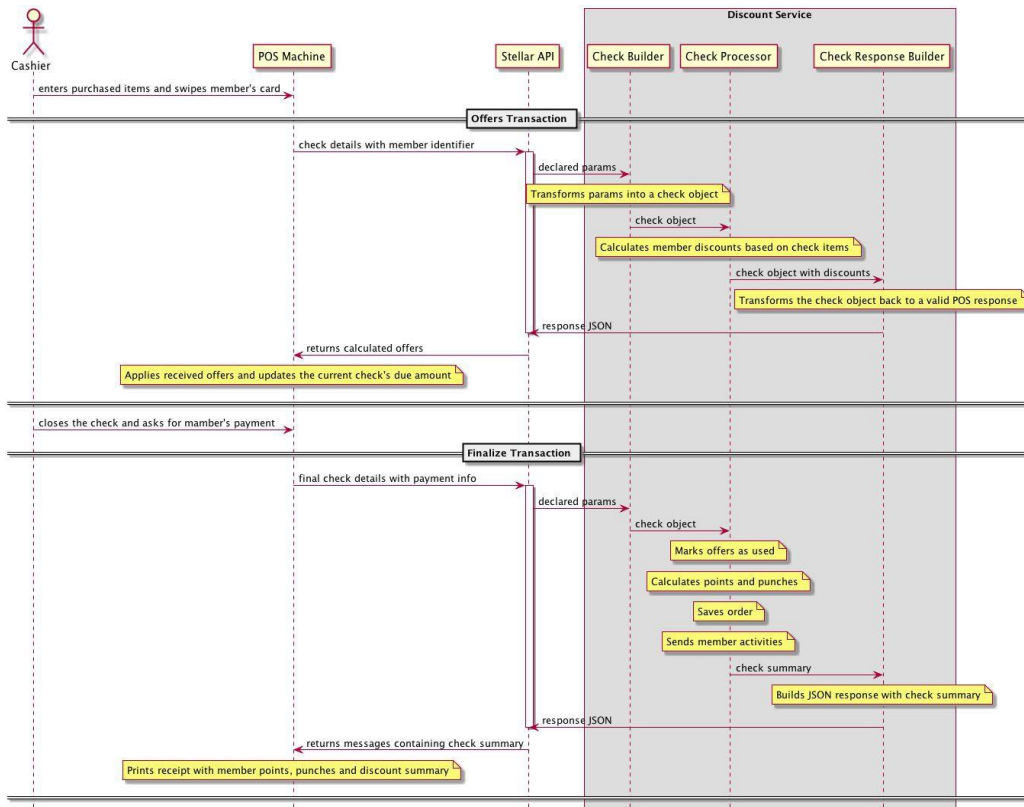 Discount Service
Cashier
POS Machine
Stellar API
Check Builder
Check Processor
Check Response Builder
enters purchased items and swipes member's card
Offers Transaction
check details with member identifier
declared params
Transforms params into a check object
check object
Calculates member discounts based on check items
check object with discounts
Transforms the check object back to a valid POS response
response JSON
returns calculated offers
Applies received offers and updates the current check's due amount
closes the check and asks for mamber's payment
Finalize Transaction
final check details with payment info
declared params
check object
Marks offers as used
Calculates points and punches
Saves order
Sends member activities
check summary
Builds JSON response with check summary
response JSON
returns messages containing check summary
Prints receipt with member points, punches and discount summary